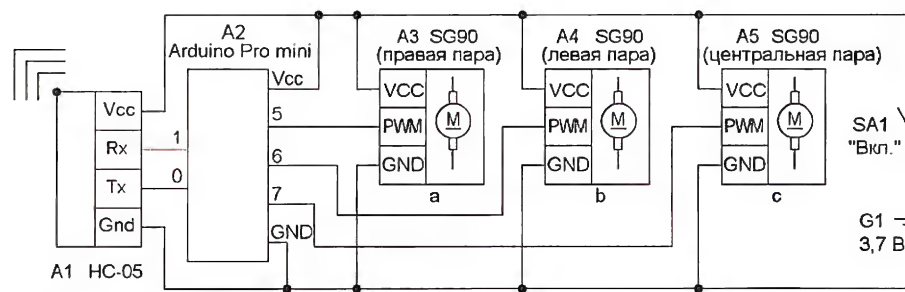 A2
Arduino Pro mini
A3 SG90
(правая пара)
A4 SG90
(левая пара)
A5 SG90
(центральная пара)
Vcc
Rx
Tx
Gnd
1
0
Vcc
5
6
7
GND
VCC
PWM
GND
M
a
VCC
PWM
GND
M
b
VCC
PWM
GND
M
c
SA1
"Вкл."
G1
3,7 В
A1 HC-05